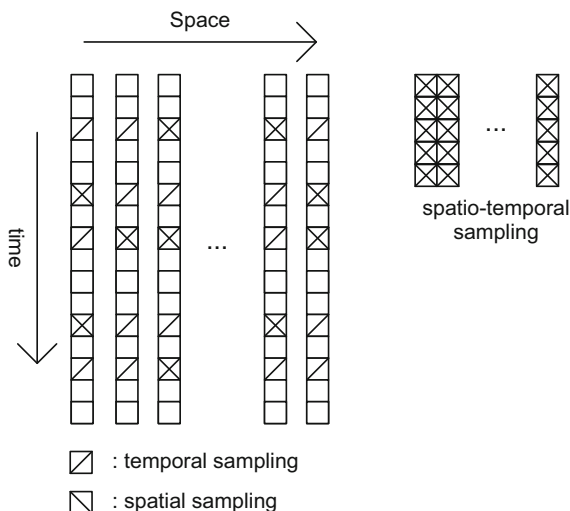 Space
time
...
...
spatio-temporal
sampling
: temporal sampling
: spatial sampling